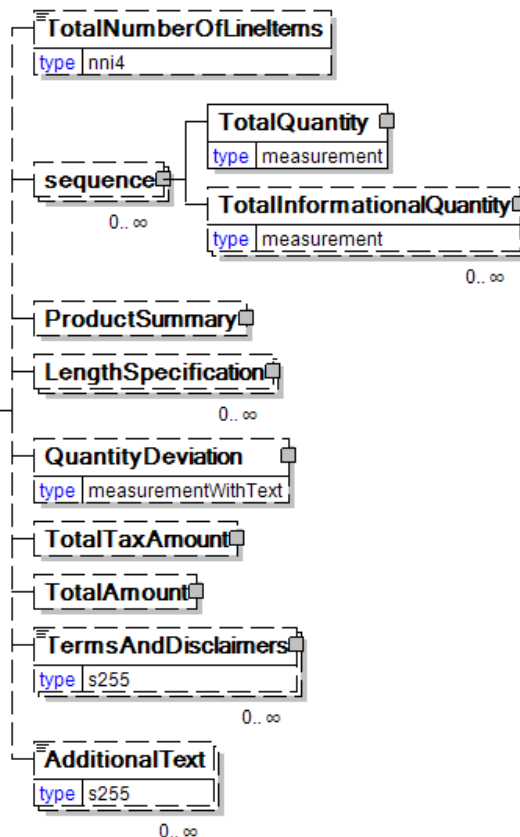 TotalNumberOfLineItems
type nni4
TotalQuantity
type measurement
sequence
0.. ∞
TotalInformationalQuantity
type measurement
0.. ∞
ProductSummary
LengthSpecification
0.. ∞
QuantityDeviation
type measurementWithText
TotalTaxAmount
TotalAmount
TermsAndDisclaimers
type s255
0.. ∞
AdditionalText
type s255
0.. ∞